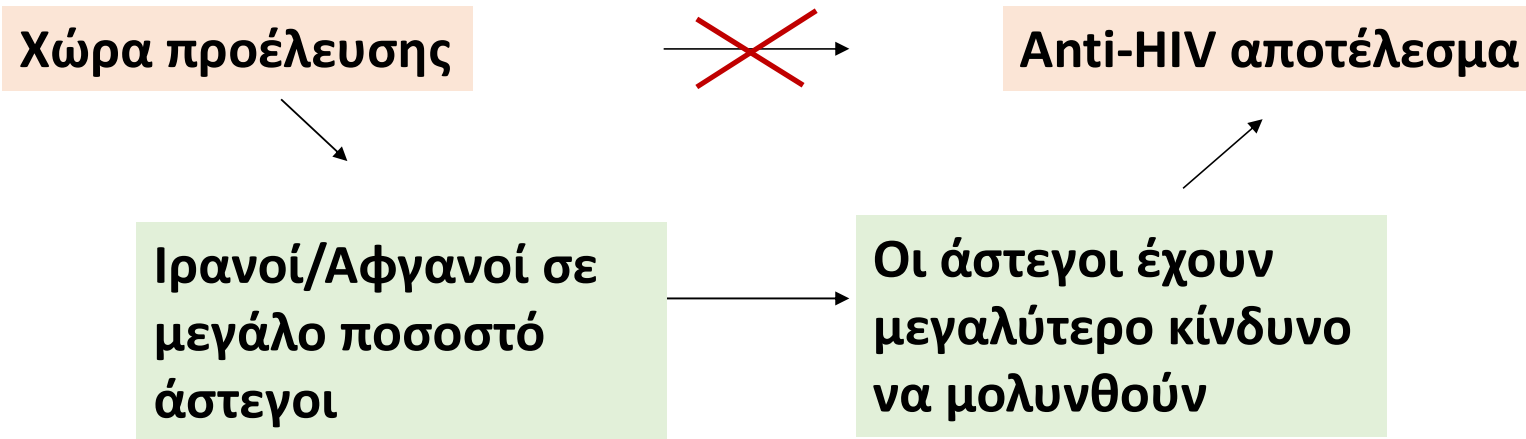 Χώρα προέλευσης
Anti-HIV αποτέλεσμα
Ιρανοί/Αφγανοί σε
μεγάλο ποσοστό
άστεγοι
Οι άστεγοι έχουν
μεγαλύτερο κίνδυνο
να μολυνθούν